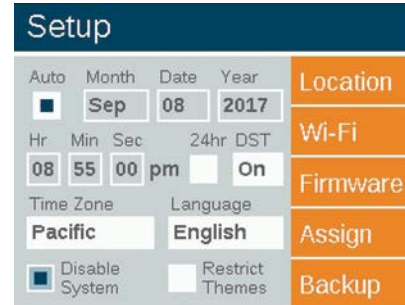 Setup
Auto Month Date Year
Sep 08 2017
Hr Min Sec 24hr DST
08 55 00 pm On
Time Zone Language
Pacific English
Disable System Restrict Themes
Location
Wi-Fi
Firmware
Assign
Backup